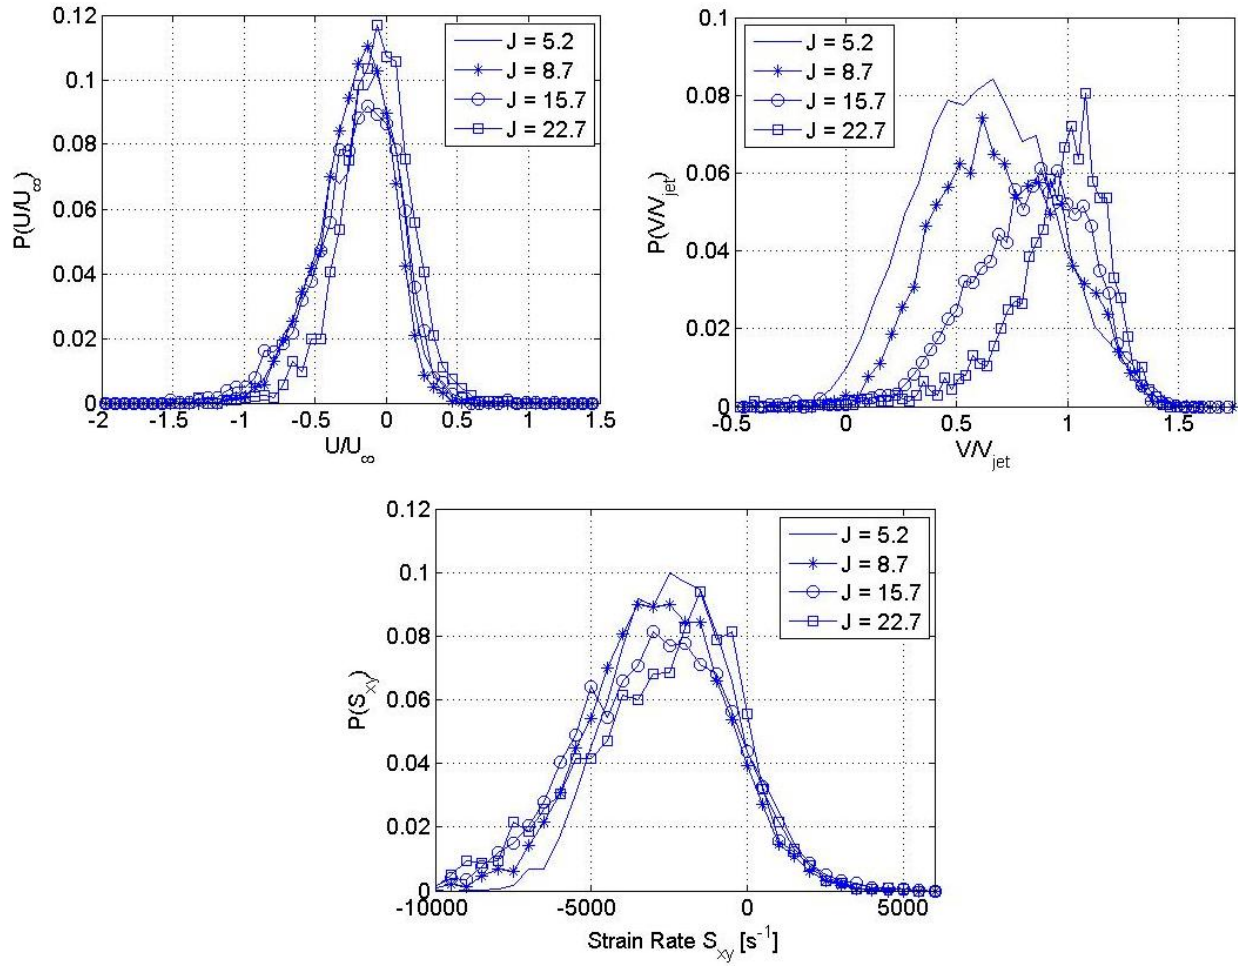 0.12
0.1
0.08
0.06
0.04
0.02
0
-2
-1.5
-1
-0.5
0
0.5
1
1.5
P(U/U∞)
U/U∞
J = 5.2
J = 8.7
J = 15.7
J = 22.7
0.1
0.08
0.06
0.04
0.02
0
-0.5
0
0.5
1
1.5
P(V/Vjet)
V/Vjet
J = 5.2
J = 8.7
J = 15.7
J = 22.7
0.12
0.1
0.08
0.06
0.04
0.02
0
-10000
-5000
0
5000
P(Sxy)
Strain Rate Sxy [s-1]
J = 5.2
J = 8.7
J = 15.7
J = 22.7